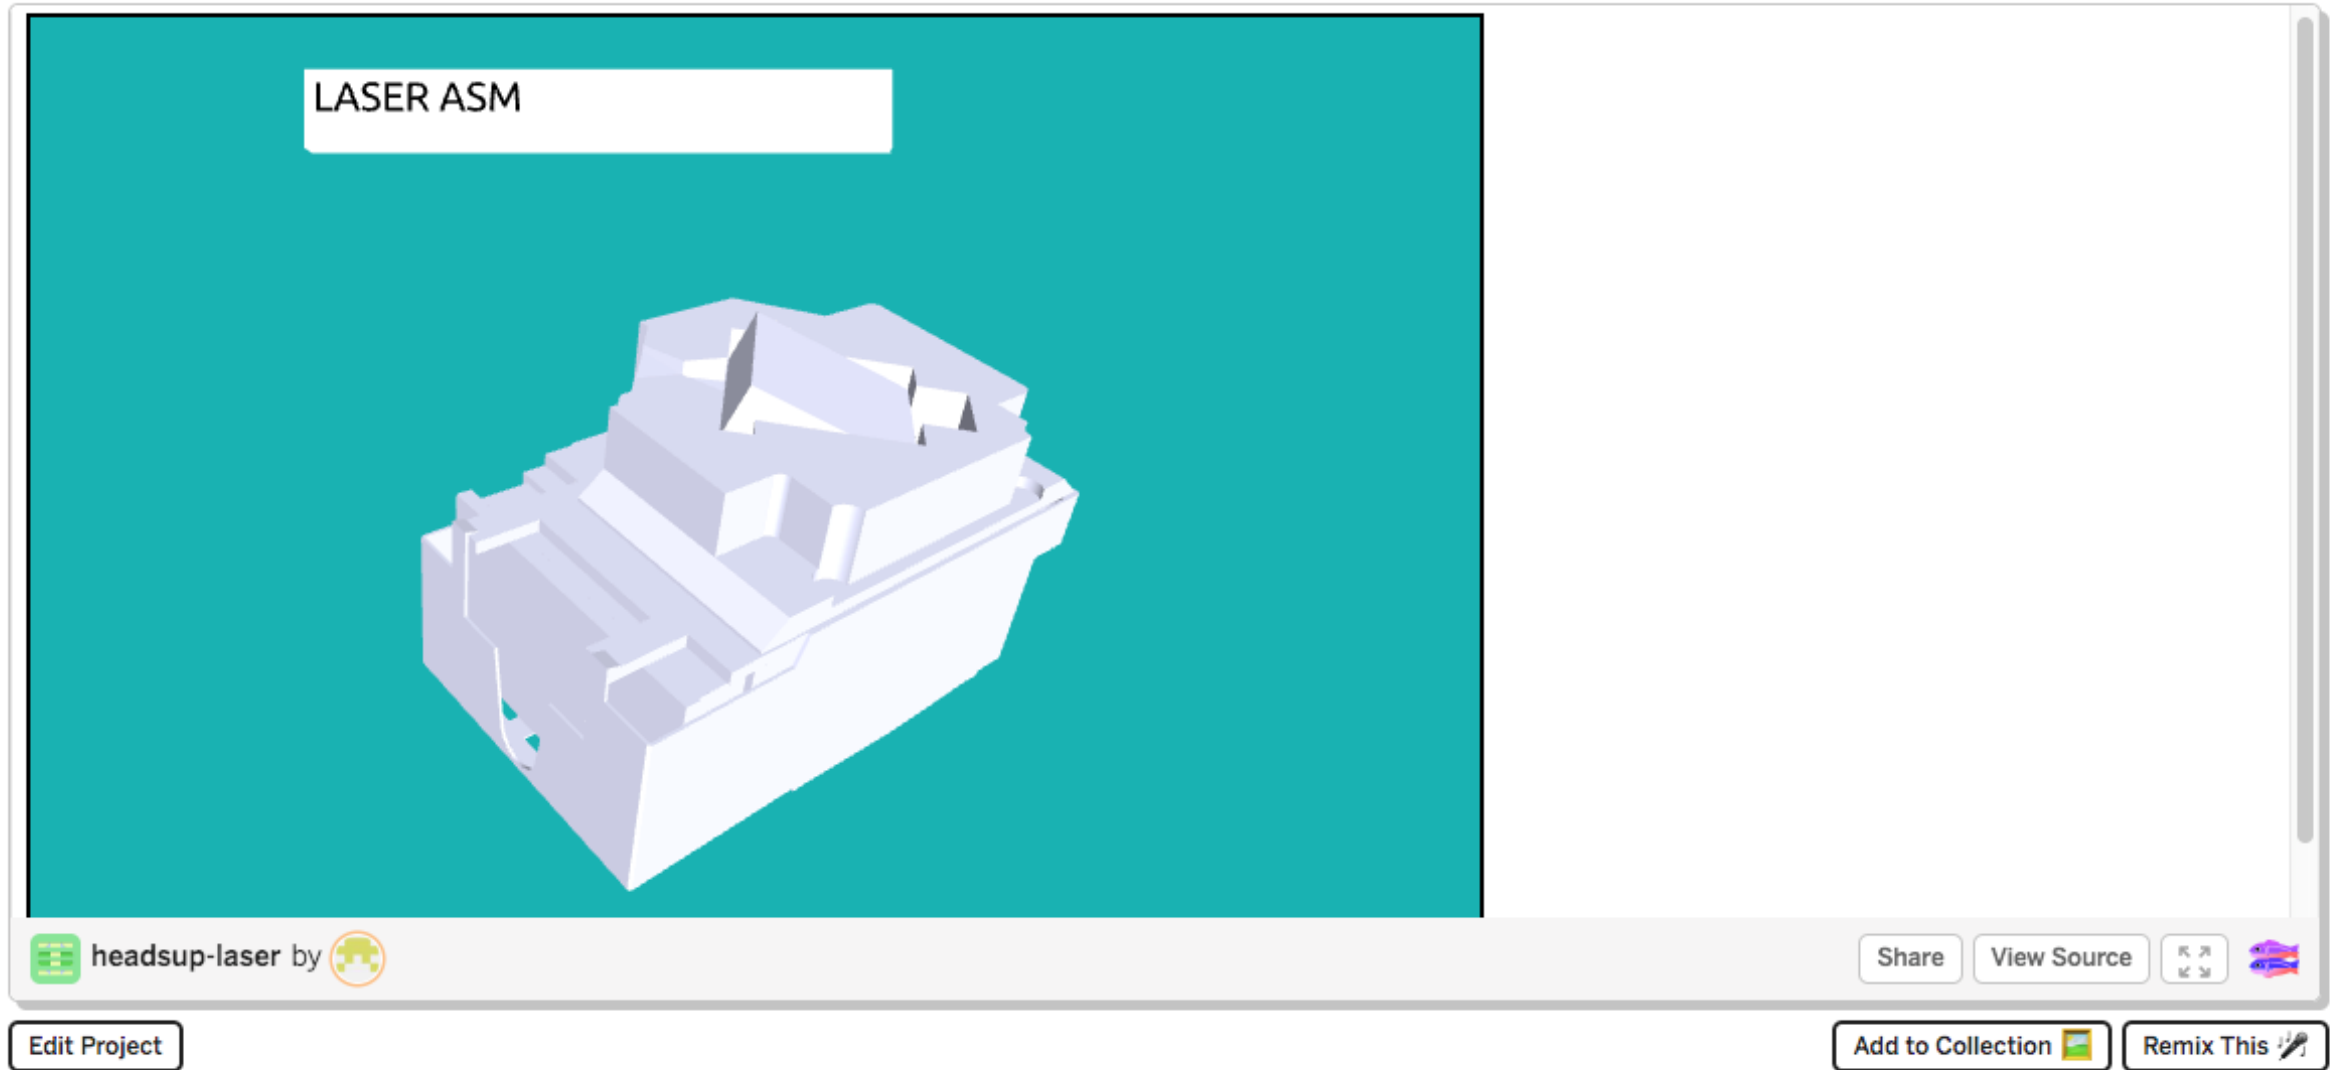 LASER ASM
headsup-laser by
Share
View Source
Edit Project
Add to Collection
Remix This